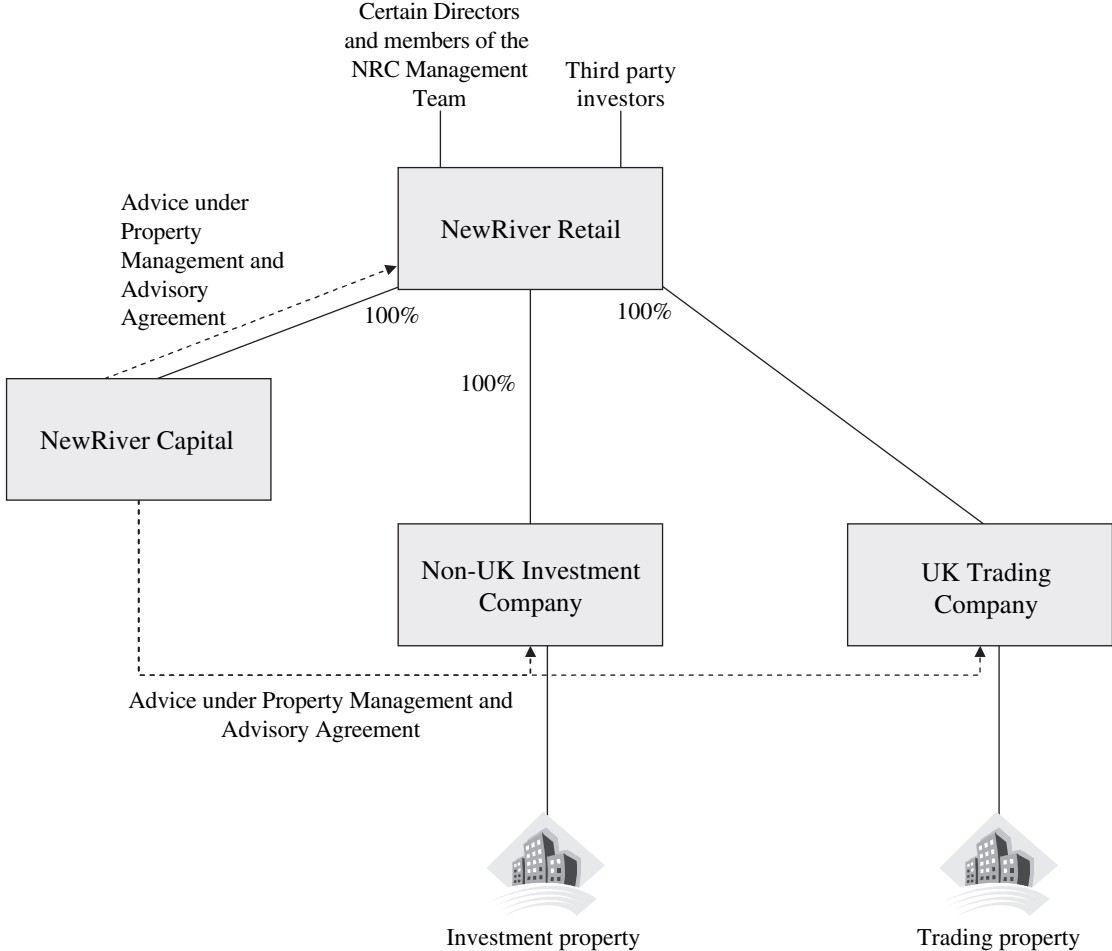 Certain Directors
and members of the
NRC Management
Team
Third party
investors
Advice under
Property
Management and
Advisory
Agreement
NewRiver Retail
100%
100%
100%
NewRiver Capital
Non-UK Investment
Company
UK Trading
Company
Advice under Property Management and
Advisory Agreement
Investment property
Trading property